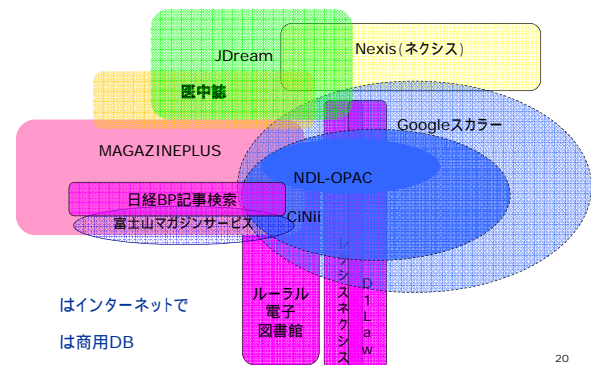 JDream
Nexis(ネクシス)
医中誌
Googleスカラー
MAGAZINEPLUS
NDL-OPAC
日経BP記事検索
CiNii
富士山マガジンサービス
ルーラル
電子
図書館
レクシスネクシス
D1Law
はインターネットで
は商用DB
20